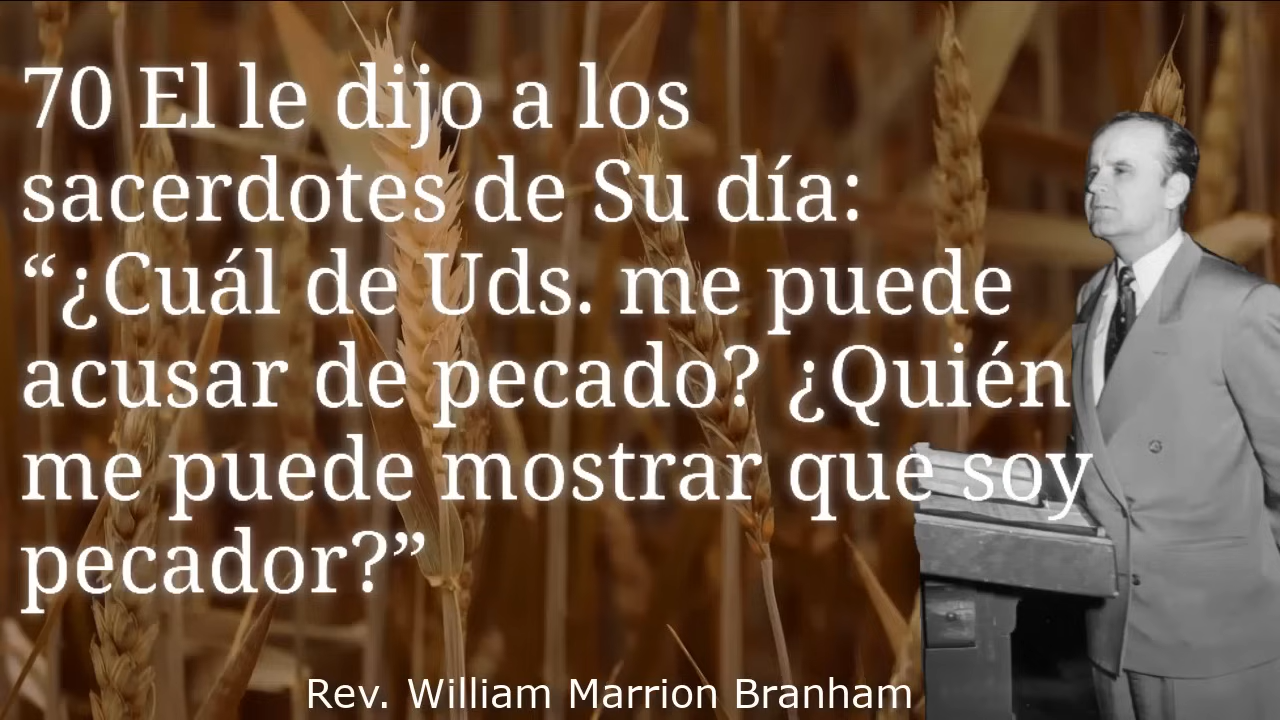 70 El le dijo a los
sacerdotes de Su día:
“¿Cuál de Uds. me puede
acusar de pecado? ¿Quién
me puede mostrar que soy
pecador?”
Rev. William Marrion Branham